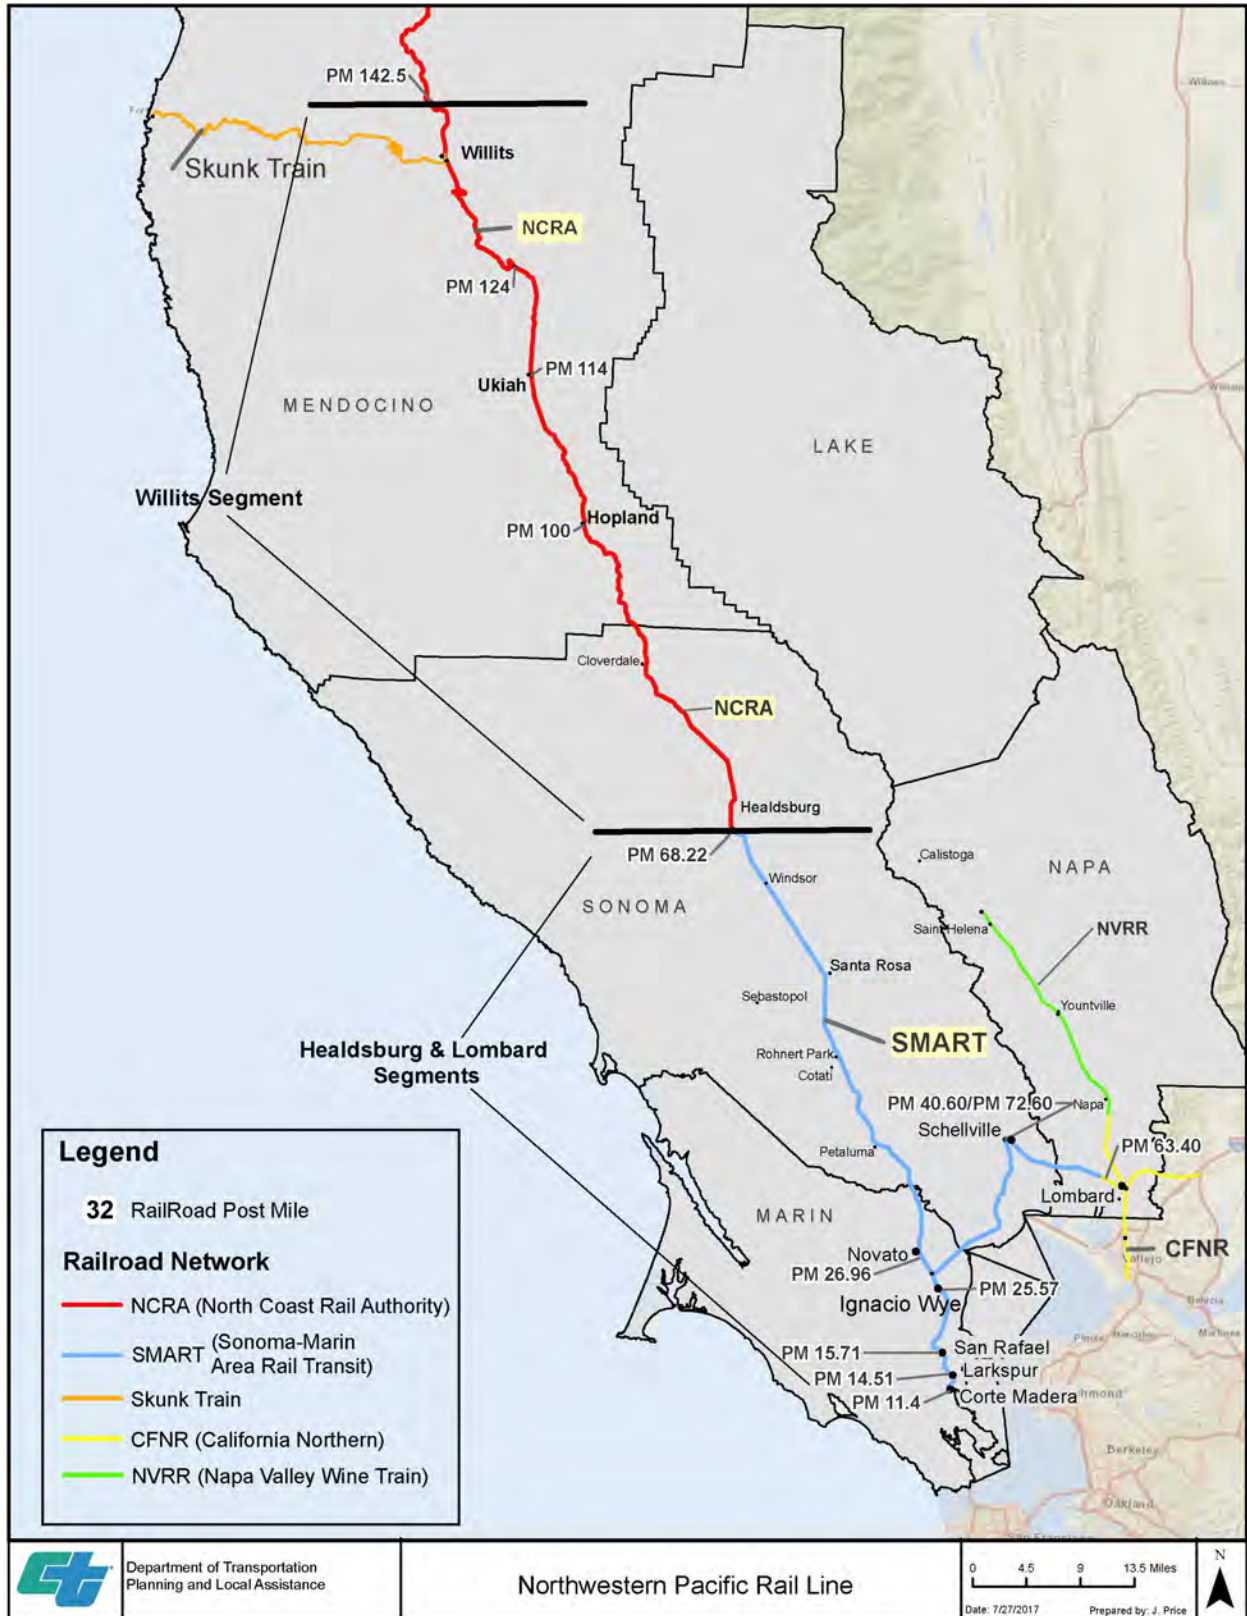 PM 142.5
Willows
Skunk Train
Willits
NCRA
PM 124
PM 114
Ukiah
MENDOCINO
LAKE
Willits Segment
Hopland
PM 100
Cloverdale
NCRA
Healdsburg
PM 68.22
Calistoga
NAPA
Windsor
SONOMA
Saint Helena
NVRR
Santa Rosa
Sebastopol
Yountville
SMART
Healdsburg & Lombard
Segments
Rohnert Park
Cotati
PM 40.60/PM 72.60
Napa
Schellville
Petaluma
PM 63.40
Lombard
MARIN
Novato
PM 26.96
CFNR
Vallejo
PM 25.57
Ignacio Wye
Benicia
PM 15.71
San Rafael
PM 14.51
Larkspur
PM 11.4
Corte Madera
Berkeley
Oakland
San Francisco
Legend
32 RailRoad Post Mile
Railroad Network
NCRA (North Coast Rail Authority)
SMART (Sonoma-Marin
Area Rail Transit)
Skunk Train
CFNR (California Northern)
NVRR (Napa Valley Wine Train)
Department of Transportation
Planning and Local Assistance
Northwestern Pacific Rail Line
0 4.5 9 13.5 Miles
Date: 7/27/2017 Prepared by: J. Price
N